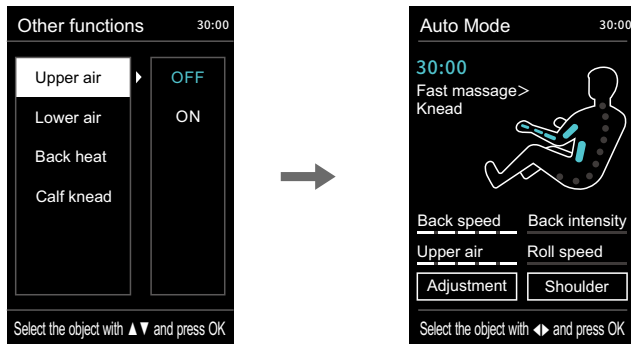 Other functions 30:00
Upper air OFF
Lower air ON
Back heat
Calf knead
Select the object with ▲▼ and press OK
Auto Mode 30:00
30:00
Fast massage>
Knead
Back speed Back intensity
Upper air Roll speed
Adjustment Shoulder
Select the object with ◀▶ and press OK